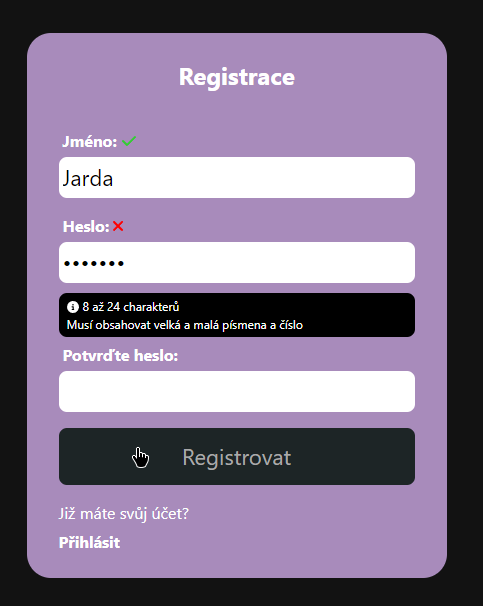 Registrace
Jméno:
Jarda
Heslo:
•••••••
8 až 24 charakterů
Musí obsahovat velká a malá písmena a číslo
Potvrďte heslo:
Registrovat
Již máte svůj účet?
Přihlásit